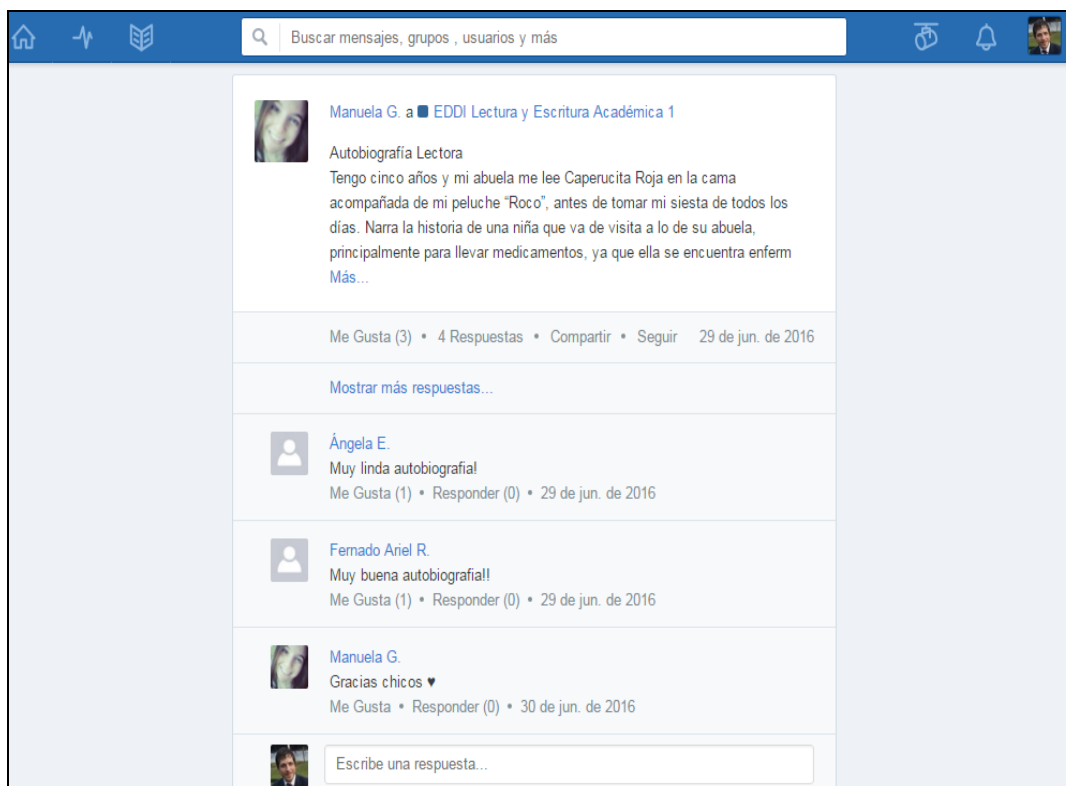 Buscar mensajes, grupos , usuarios y más
Manuela G. a EDDI Lectura y Escritura Académica 1
Autobiografía Lectora
Tengo cinco años y mi abuela me lee Caperucita Roja en la cama
acompañada de mi peluche “Roco”, antes de tomar mi siesta de todos los
días. Narra la historia de una niña que va de visita a lo de su abuela,
principalmente para llevar medicamentos, ya que ella se encuentra enferm
Más...
Me Gusta (3) • 4 Respuestas • Compartir • Seguir 29 de jun. de 2016
Mostrar más respuestas...
Ángela E.
Muy linda autobiografia!
Me Gusta (1) • Responder (0) • 29 de jun. de 2016
Fernado Ariel R.
Muy buena autobiografia!!
Me Gusta (1) • Responder (0) • 29 de jun. de 2016
Manuela G.
Gracias chicos ♥
Me Gusta • Responder (0) • 30 de jun. de 2016
Escribe una respuesta...